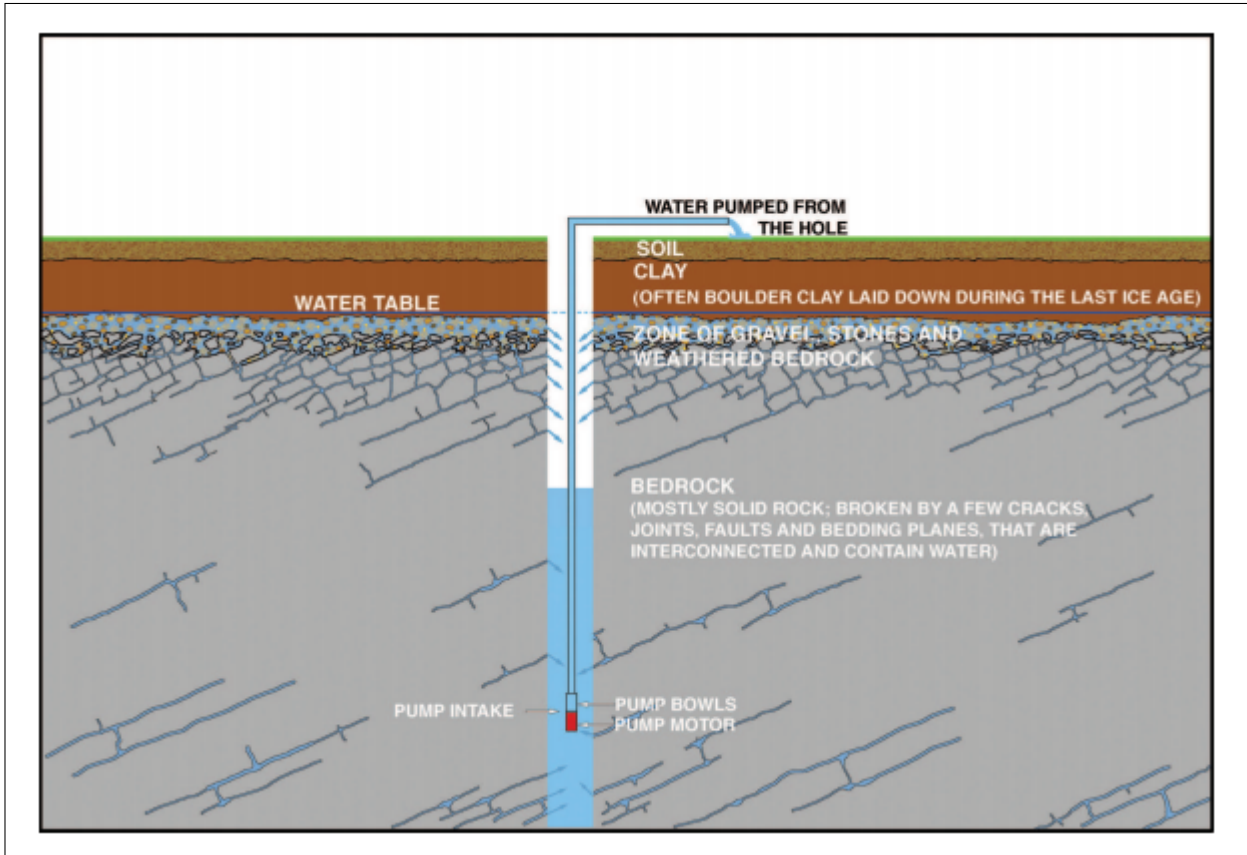 WATER PUMPED FROM
THE HOLE
SOIL
CLAY
(OFTEN BOULDER CLAY LAID DOWN DURING THE LAST ICE AGE)
WATER TABLE
ZONE OF GRAVEL, STONES AND
WEATHERED BEDROCK
BEDROCK
(MOSTLY SOLID ROCK; BROKEN BY A FEW CRACKS,
JOINTS, FAULTS AND BEDDING PLANES, THAT ARE
INTERCONNECTED AND CONTAIN WATER)
PUMP INTAKE
PUMP BOWLS
PUMP MOTOR